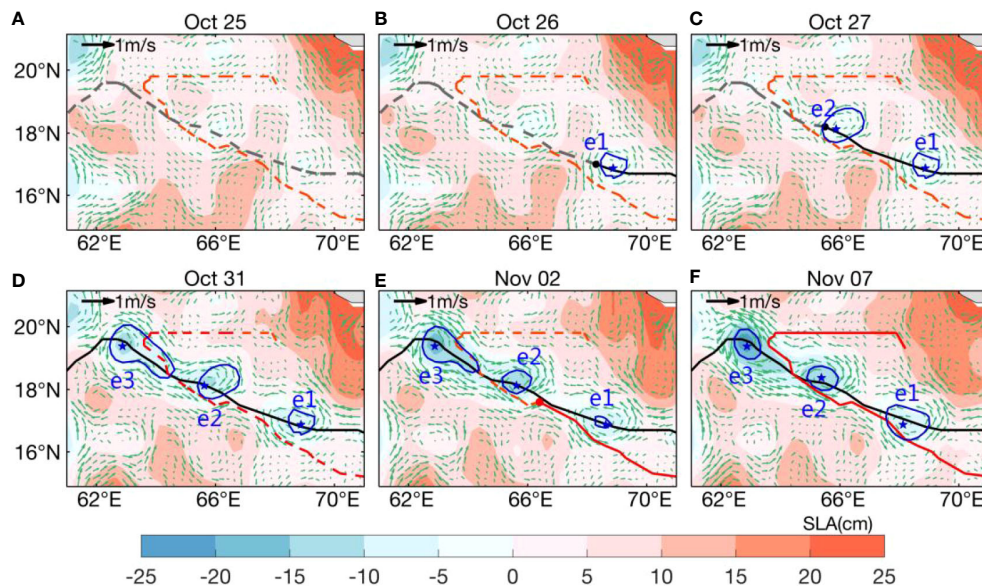 A Oct 25 B Oct 26 C Oct 27
1m/s 1m/s 1m/s
20°N
e2
18°N
e1 e1
16°N
62°E 66°E 70°E 62°E 66°E 70°E 62°E 66°E 70°E
D Oct 31 E Nov 02 F Nov 07
1m/s 1m/s 1m/s
20°N
e3 e2 e1 e3 e2 e1 e3 e2 e1
18°N
16°N
62°E 66°E 70°E 62°E 66°E 70°E 62°E 66°E 70°E
SLA(cm)
-25 -20 -15 -10 -5 0 5 10 15 20 25